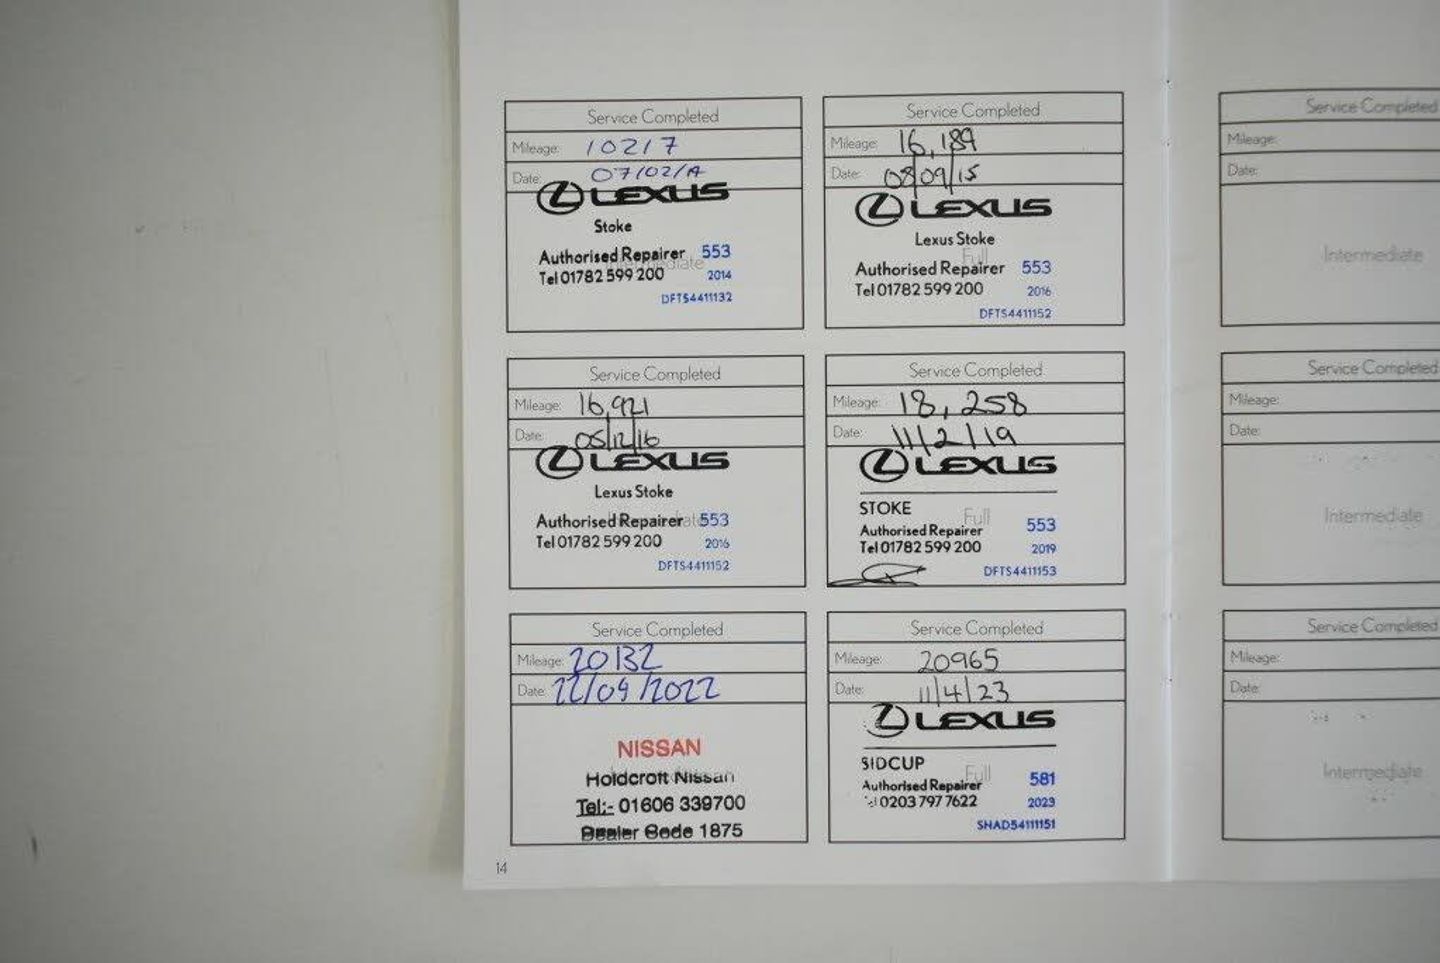 Service Completed
Mileage: 10217
Date: 07/02/14
LEXUS
Stoke
Intermediate
Authorised Repairer 553
Tel 01782 599 200 2014
DFTS4411132
Service Completed
Mileage: 16,189
Date: 08/09/15
LEXUS
Lexus Stoke
Full
Authorised Repairer 553
Tel 01782 599 200 2016
DFTS4411152
Service Completed
Mileage: 16,921
Date: 05/12/16
LEXUS
Lexus Stoke
Intermediate
Authorised Repairer 553
Tel 01782 599 200 2016
DFTS4411152
Service Completed
Mileage: 18,258
Date: 11/2/19
LEXUS
STOKE
Full
Authorised Repairer 553
Tel 01782 599 200 2019
DFTS4411153
Service Completed
Mileage: 20132
Date: 22/04/2022
NISSAN
Holdcroft Nissan
Tel:- 01606 339700
Dealer Code 1875
Service Completed
Mileage: 20965
Date: 11/4/23
LEXUS
SIDCUP
Full
Authorised Repairer 581
Tel 0203 797 7622 2023
SHAD54111151
14
Service Completed
Mileage:
Date:
Intermediate
Service Completed
Mileage:
Date:
Intermediate
Service Completed
Mileage:
Date:
Intermediate